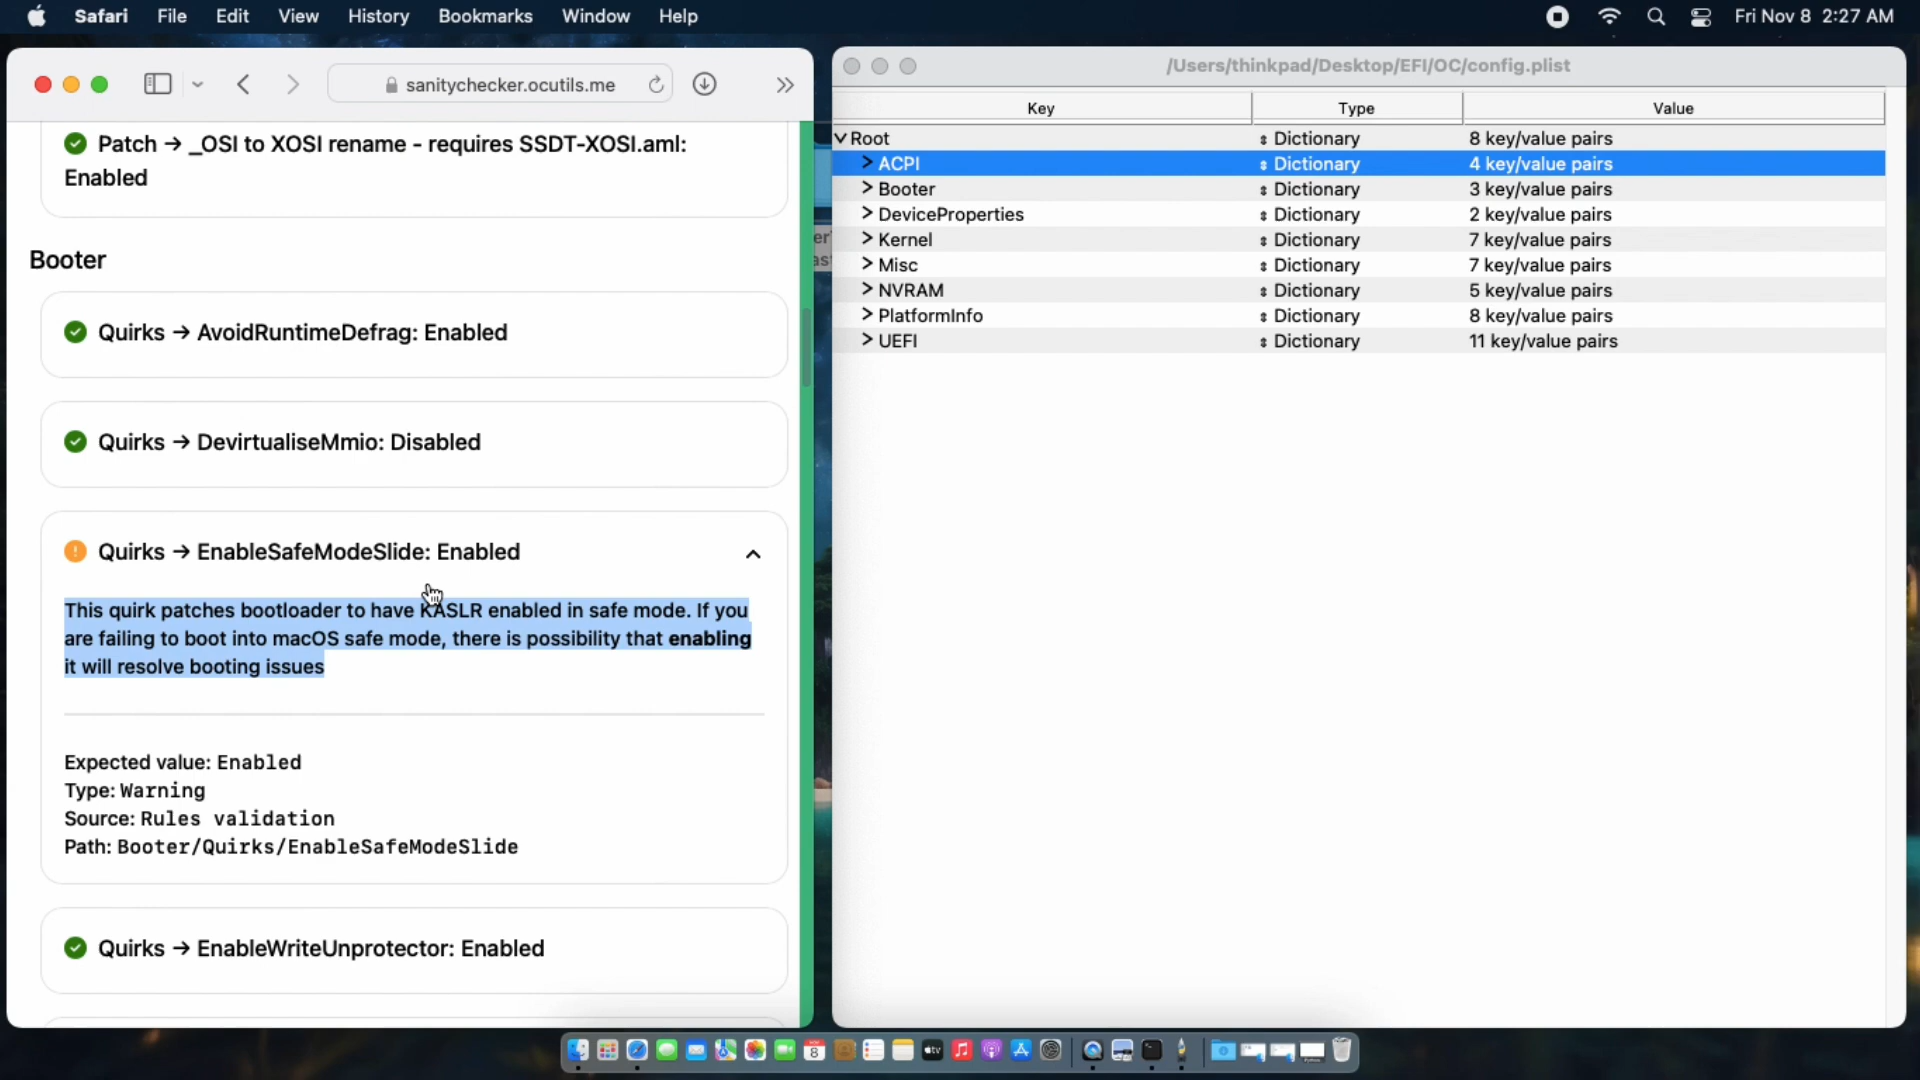 Safari File Edit View History Bookmarks Window Help Fri Nov 8 2:27 AM
sanitychecker.ocutils.me
Patch → _OSI to XOSI rename - requires SSDT-XOSI.aml:
Enabled
Booter
Quirks → AvoidRuntimeDefrag: Enabled
Quirks → DevirtualiseMmio: Disabled
Quirks → EnableSafeModeSlide: Enabled
This quirk patches bootloader to have KASLR enabled in safe mode. If you
are failing to boot into macOS safe mode, there is possibility that enabling
it will resolve booting issues
Expected value: Enabled
Type: Warning
Source: Rules validation
Path: Booter/Quirks/EnableSafeModeSlide
Quirks → EnableWriteUnprotector: Enabled
/Users/thinkpad/Desktop/EFI/OC/config.plist
Key Type Value
Root Dictionary 8 key/value pairs
ACPI Dictionary 4 key/value pairs
Booter Dictionary 3 key/value pairs
DeviceProperties Dictionary 2 key/value pairs
Kernel Dictionary 7 key/value pairs
Misc Dictionary 7 key/value pairs
NVRAM Dictionary 5 key/value pairs
PlatformInfo Dictionary 8 key/value pairs
UEFI Dictionary 11 key/value pairs
8
tv